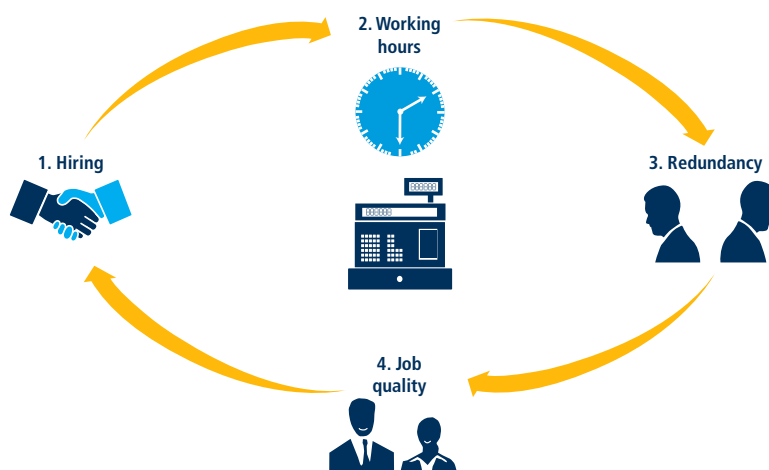 2. Working
hours
1. Hiring
3. Redundancy
4. Job
quality